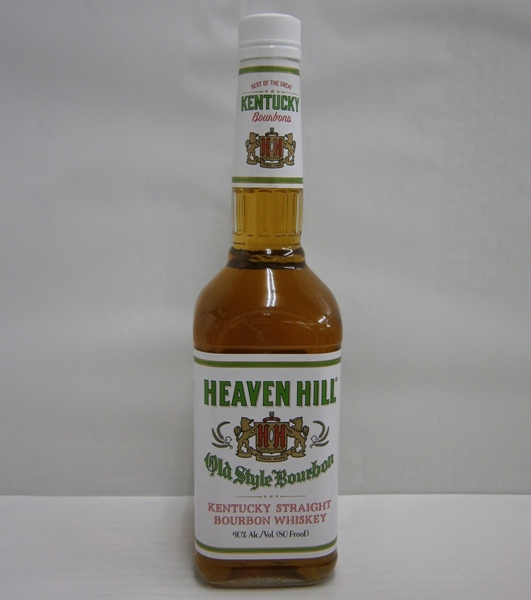 BEST OF THE GREAT
KENTUCKY
Bourbons
HH
HEAVEN HILL
HH
Old Style Bourbon
KENTUCKY STRAIGHT
BOURBON WHISKEY
40% Alc/Vol. (80 Proof)